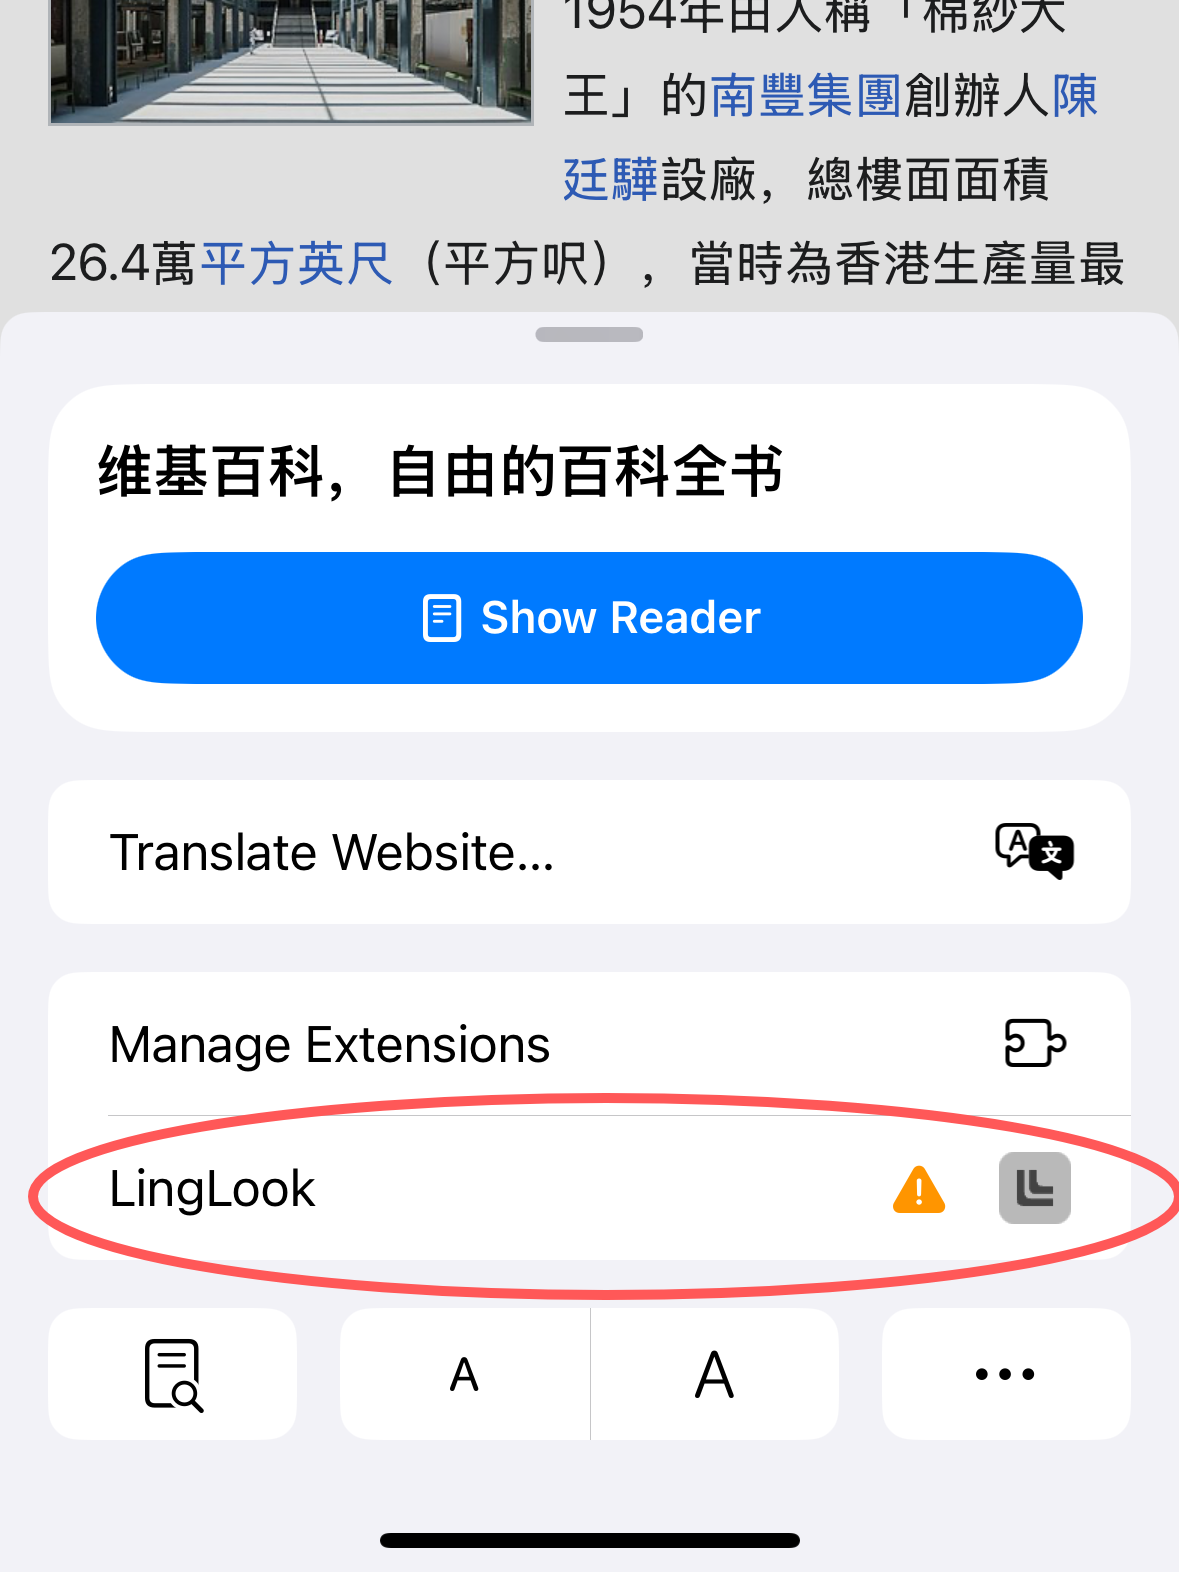 1954年由人稱「棉紗大
王」的南豐集團創辦人陳
廷驊設廠，總樓面面積
26.4萬平方英尺（平方呎），當時為香港生產量最
维基百科，自由的百科全书
Show Reader
Translate Website...
A 文
Manage Extensions
LingLook
A A